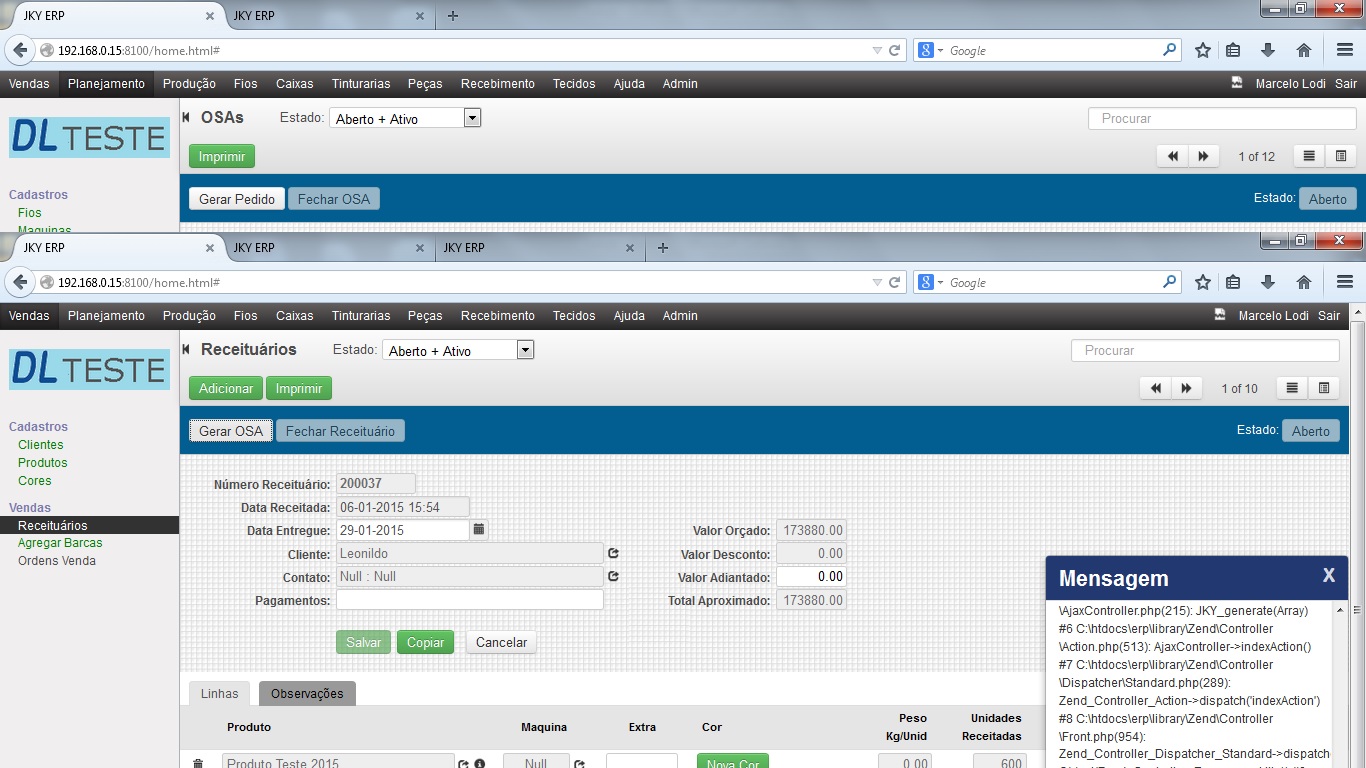 JKY ERP JKY ERP
192.168.0.15:8100/home.html# Google
Vendas Planejamento Produção Fios Caixas Tinturarias Peças Recebimento Tecidos Ajuda Admin Marcelo Lodi Sair
DL TESTE
OSAs Estado: Aberto + Ativo Procurar
Imprimir 1 of 12
Gerar Pedido Fechar OSA Estado: Aberto
Cadastros
Fios
Maquinas
JKY ERP JKY ERP JKY ERP
192.168.0.15:8100/home.html# Google
Vendas Planejamento Produção Fios Caixas Tinturarias Peças Recebimento Tecidos Ajuda Admin Marcelo Lodi Sair
DL TESTE
Receituários Estado: Aberto + Ativo Procurar
Adicionar Imprimir 1 of 10
Gerar OSA Fechar Receituário Estado: Aberto
Cadastros
Clientes
Produtos
Cores
Vendas
Receituários
Agregar Barcas
Ordens Venda
Número Receituário: 200037
Data Receitada: 06-01-2015 15:54
Data Entregue: 29-01-2015 Valor Orçado: 173880.00
Cliente: Leonildo Valor Desconto: 0.00
Contato: Null : Null Valor Adiantado: 0.00
Pagamentos: Total Aproximado: 173880.00
Salvar Copiar Cancelar
Linhas Observações
Produto Maquina Extra Cor Peso Kg/Unid Unidades Receitadas
Produto Teste 2015 Null Nova Cor 0.00 600
Mensagem X
\AjaxController.php(215): JKY_generate(Array)
#6 C:\htdocs\erp\library\Zend\Controller
\Action.php(513): AjaxController->indexAction()
#7 C:\htdocs\erp\library\Zend\Controller
\Dispatcher\Standard.php(289):
Zend_Controller_Action->dispatch('indexAction')
#8 C:\htdocs\erp\library\Zend\Controller
\Front.php(954):
Zend_Controller_Dispatcher_Standard->dispatch